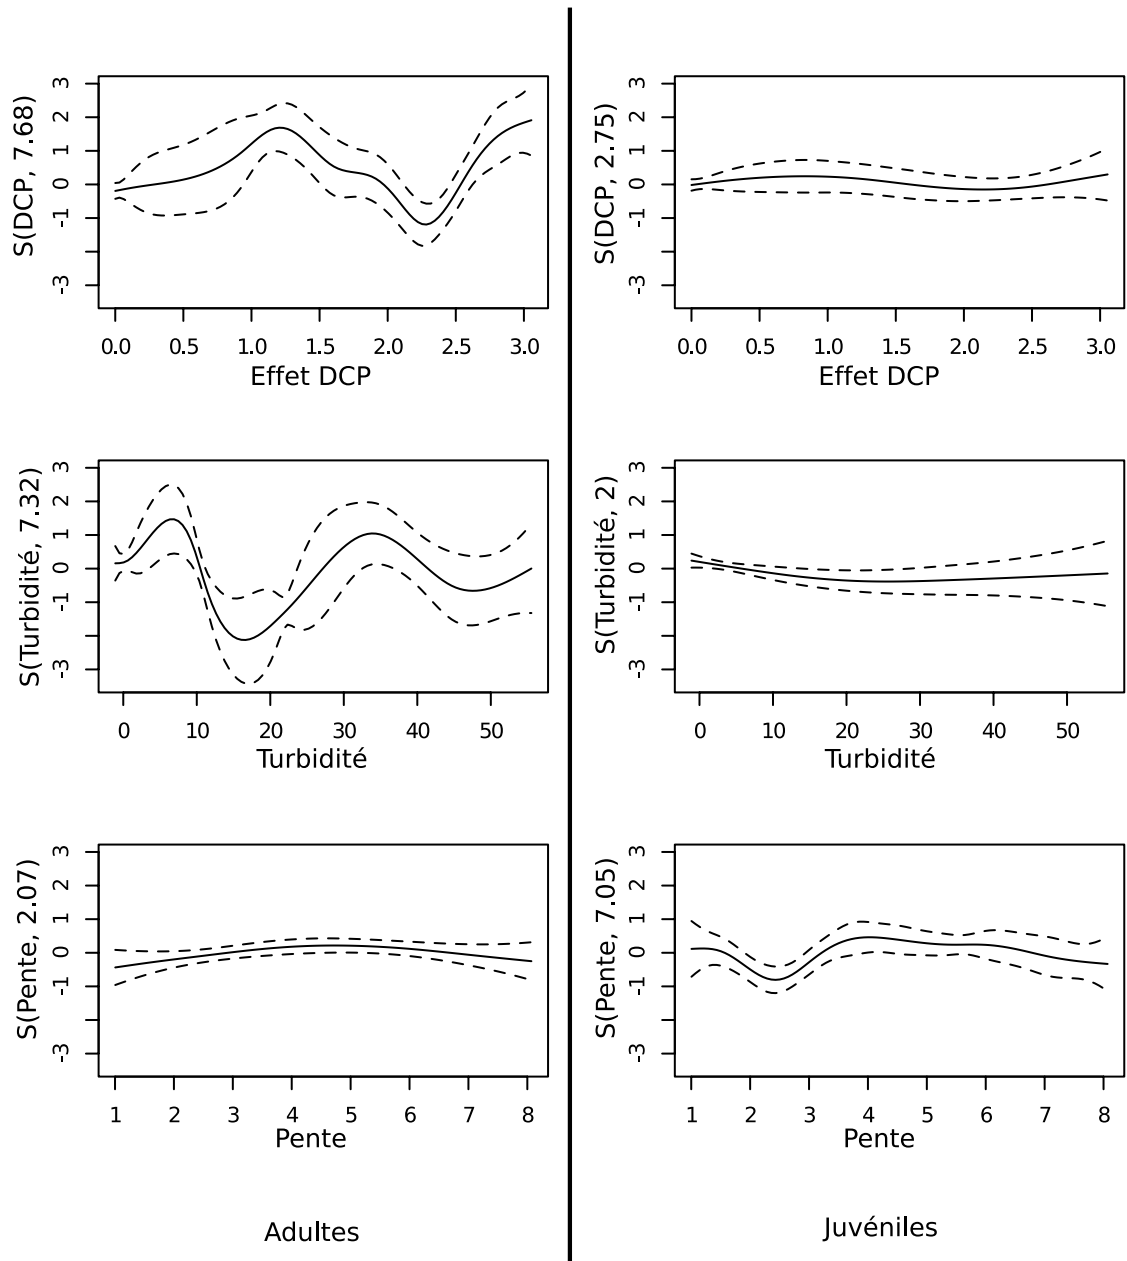 S(DCP, 7.68)
3
2
1
0
-1
-3
0.0 0.5 1.0 1.5 2.0 2.5 3.0
Effet DCP
S(Turbidité, 7.32)
3
2
1
0
-1
-3
0 10 20 30 40 50
Turbidité
S(Pente, 2.07)
3
2
1
0
-1
-3
1 2 3 4 5 6 7 8
Pente
Adultes
S(DCP, 2.75)
3
2
1
0
-1
-3
0.0 0.5 1.0 1.5 2.0 2.5 3.0
Effet DCP
S(Turbidité, 2)
3
2
1
0
-1
-3
0 10 20 30 40 50
Turbidité
S(Pente, 7.05)
3
2
1
0
-1
-3
1 2 3 4 5 6 7 8
Pente
Juvéniles